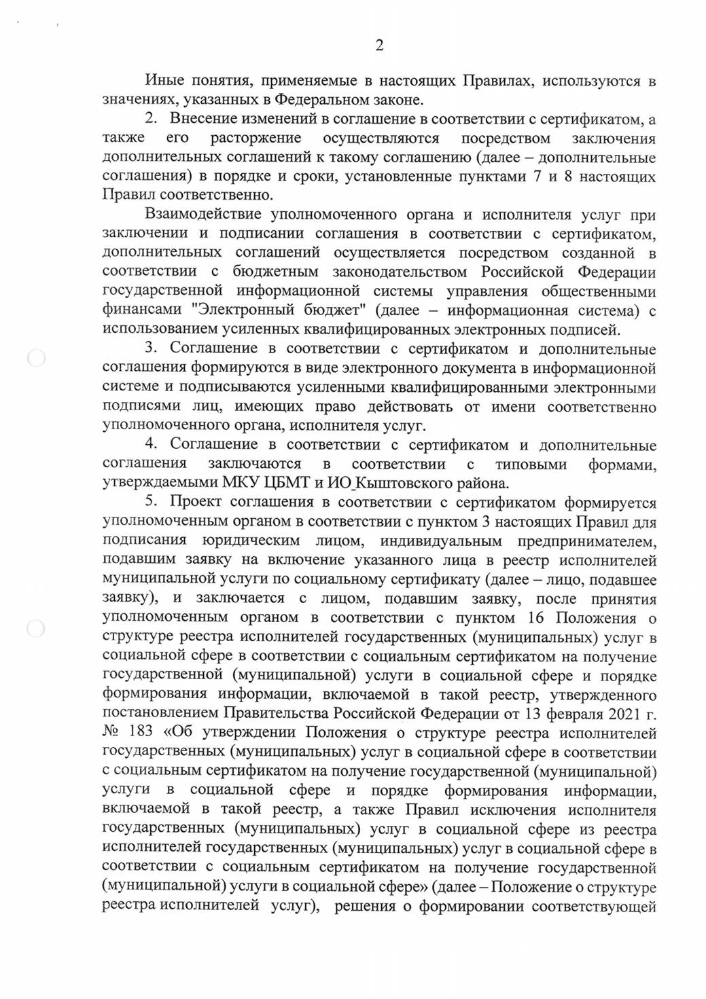 2
Иные понятия, применяемые в настоящих Правилах, используются в
значениях, указанных в Федеральном законе.
2. Внесение изменений в соглашение в соответствии с сертификатом, а
также его расторжение осуществляются посредством заключения
дополнительных соглашений к такому соглашению (далее – дополнительные
соглашения) в порядке и сроки, установленные пунктами 7 и 8 настоящих
Правил соответственно.
Взаимодействие уполномоченного органа и исполнителя услуг при
заключении и подписании соглашения в соответствии с сертификатом,
дополнительных соглашений осуществляется посредством созданной в
соответствии с бюджетным законодательством Российской Федерации
государственной информационной системы управления общественными
финансами "Электронный бюджет" (далее – информационная система) с
использованием усиленных квалифицированных электронных подписей.
3. Соглашение в соответствии с сертификатом и дополнительные
соглашения формируются в виде электронного документа в информационной
системе и подписываются усиленными квалифицированными электронными
подписями лиц, имеющих право действовать от имени соответственно
уполномоченного органа, исполнителя услуг.
4. Соглашение в соответствии с сертификатом и дополнительные
соглашения заключаются в соответствии с типовыми формами,
утверждаемыми МКУ ЦБМТ и ИО_Кыштовского района.
5. Проект соглашения в соответствии с сертификатом формируется
уполномоченным органом в соответствии с пунктом 3 настоящих Правил для
подписания юридическим лицом, индивидуальным предпринимателем,
подавшим заявку на включение указанного лица в реестр исполнителей
муниципальной услуги по социальному сертификату (далее – лицо, подавшее
заявку), и заключается с лицом, подавшим заявку, после принятия
уполномоченным органом в соответствии с пунктом 16 Положения о
структуре реестра исполнителей государственных (муниципальных) услуг в
социальной сфере в соответствии с социальным сертификатом на получение
государственной (муниципальной) услуги в социальной сфере и порядке
формирования информации, включаемой в такой реестр, утвержденного
постановлением Правительства Российской Федерации от 13 февраля 2021 г.
№ 183 «Об утверждении Положения о структуре реестра исполнителей
государственных (муниципальных) услуг в социальной сфере в соответствии
с социальным сертификатом на получение государственной (муниципальной)
услуги в социальной сфере и порядке формирования информации,
включаемой в такой реестр, а также Правил исключения исполнителя
государственных (муниципальных) услуг в социальной сфере из реестра
исполнителей государственных (муниципальных) услуг в социальной сфере в
соответствии с социальным сертификатом на получение государственной
(муниципальной) услуги в социальной сфере» (далее – Положение о структуре
реестра исполнителей услуг), решения о формировании соответствующей